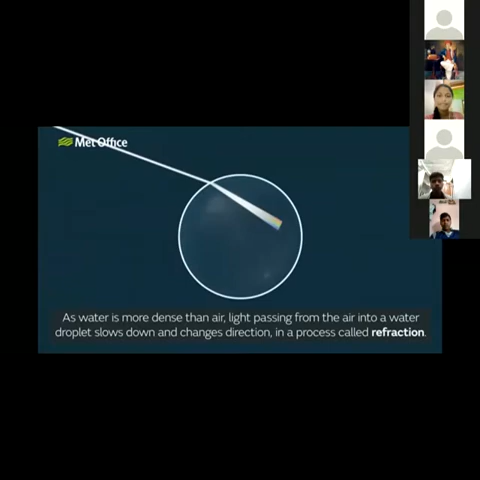 Met Office
As water is more dense than air, light passing from the air into a water
droplet slows down and changes direction, in a process called refraction.